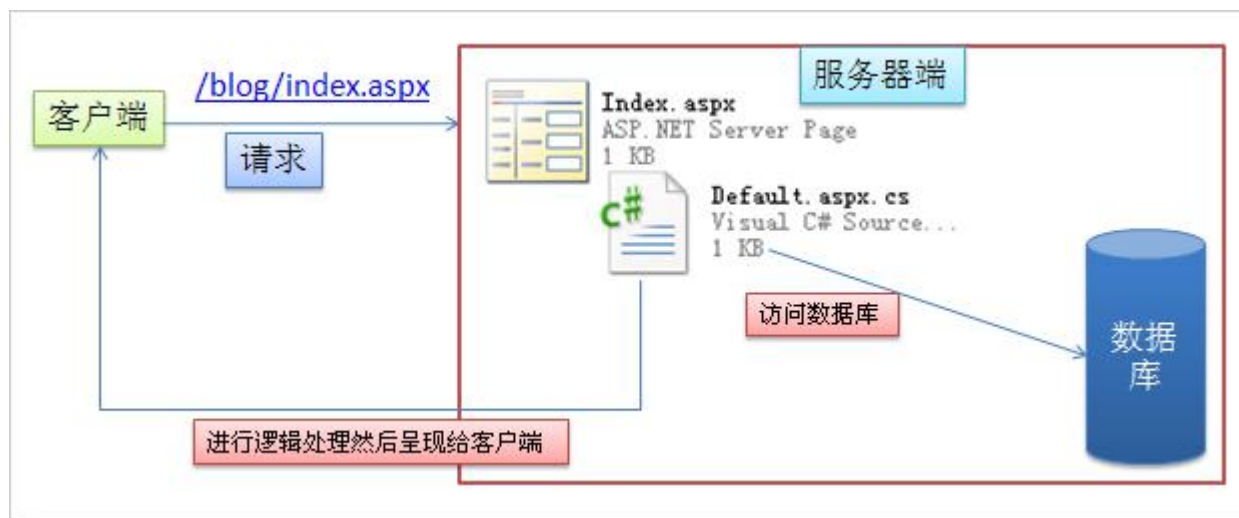 /blog/index.aspx
客户端
请求
服务器端
Index.aspx
ASP.NET Server Page
1 KB
C#
Default.aspx.cs
Visual C# Source...
1 KB
访问数据库
数据
库
进行逻辑处理然后呈现给客户端